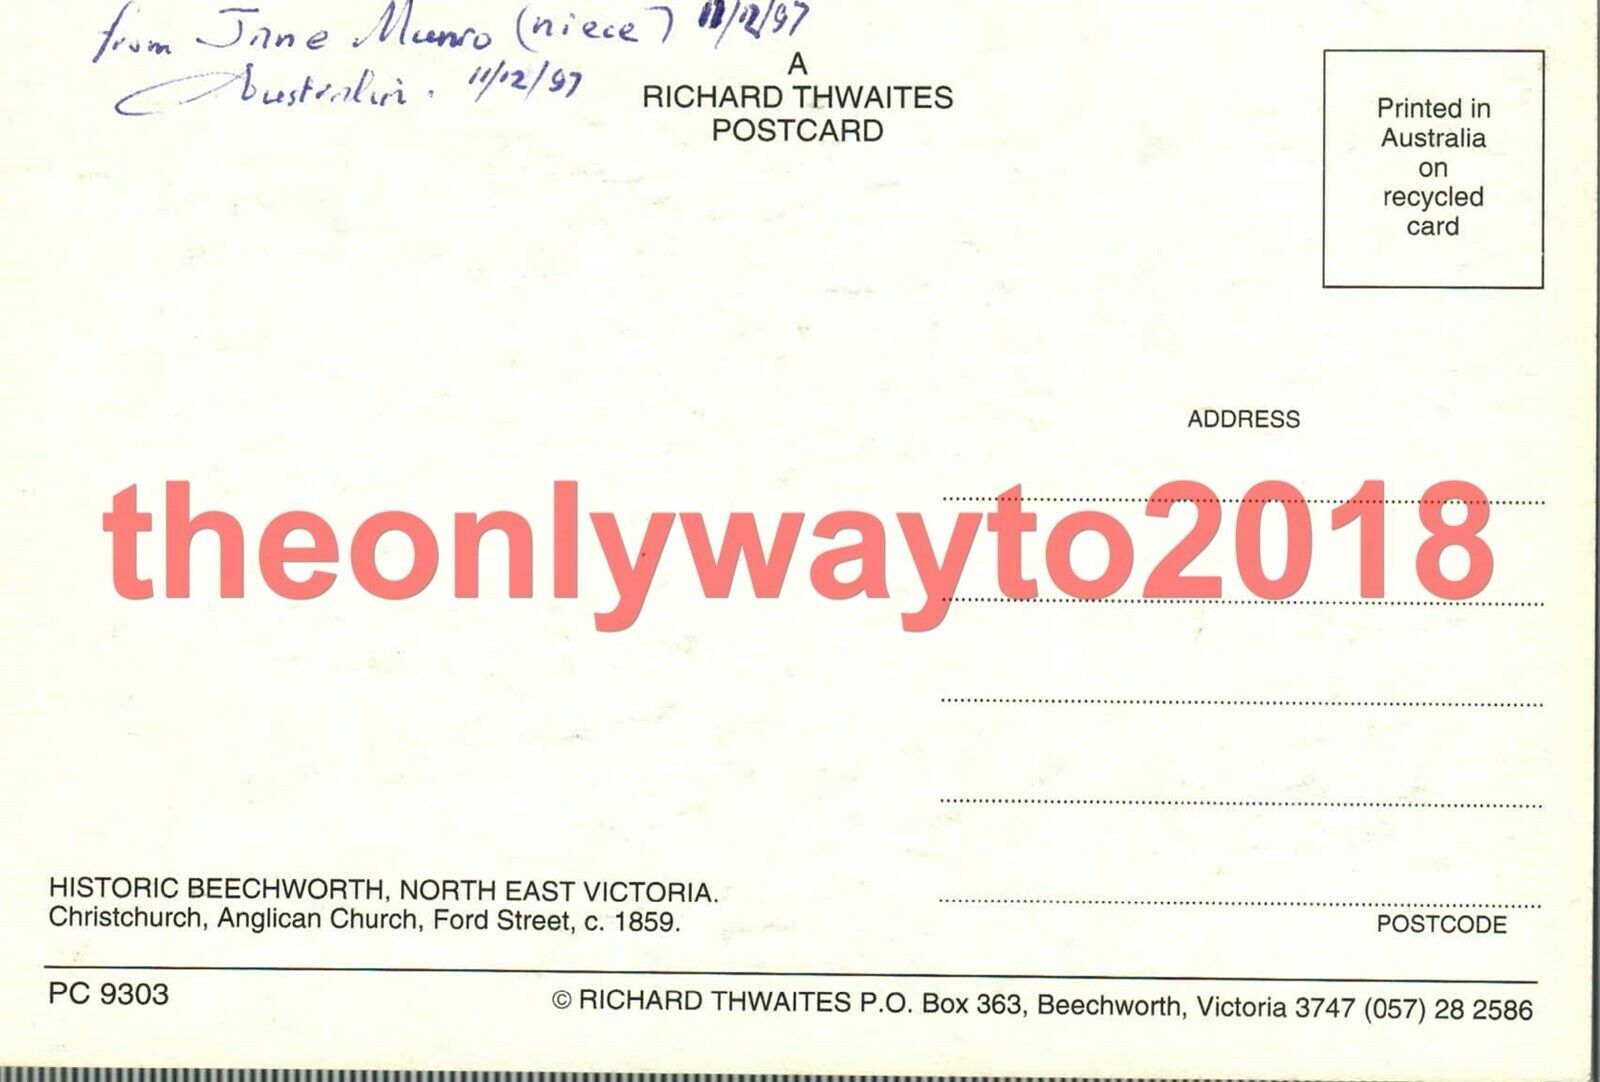 from Jane Munro (niece) 11/12/97
Australia. 11/12/97
A
RICHARD THWAITES
POSTCARD
Printed in
Australia
on
recycled
card
ADDRESS
theonlywayto2018
HISTORIC BEECHWORTH, NORTH EAST VICTORIA.
Christchurch, Anglican Church, Ford Street, c. 1859.
POSTCODE
PC 9303
© RICHARD THWAITES P.O. Box 363, Beechworth, Victoria 3747 (057) 28 2586